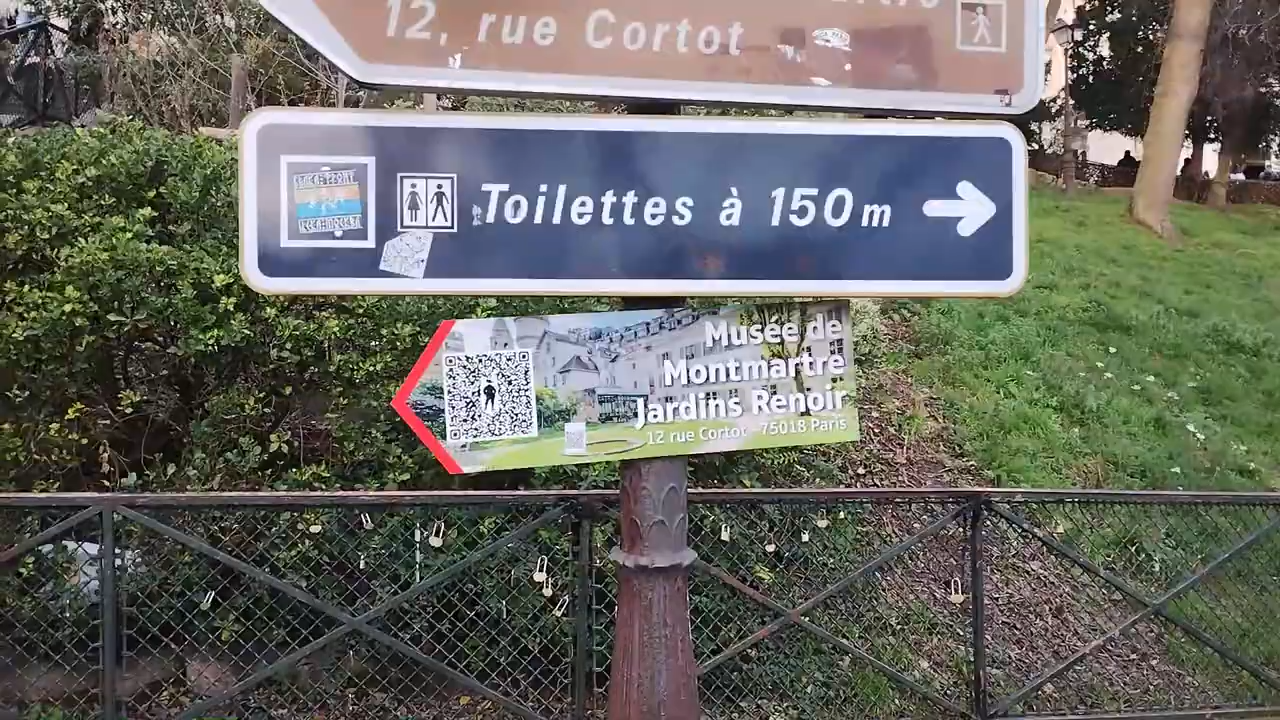 12, rue Cortot
Toilettes à 150m
Musée de
Montmartre
Jardins Renoir
12 rue Cortot - 75018 Paris